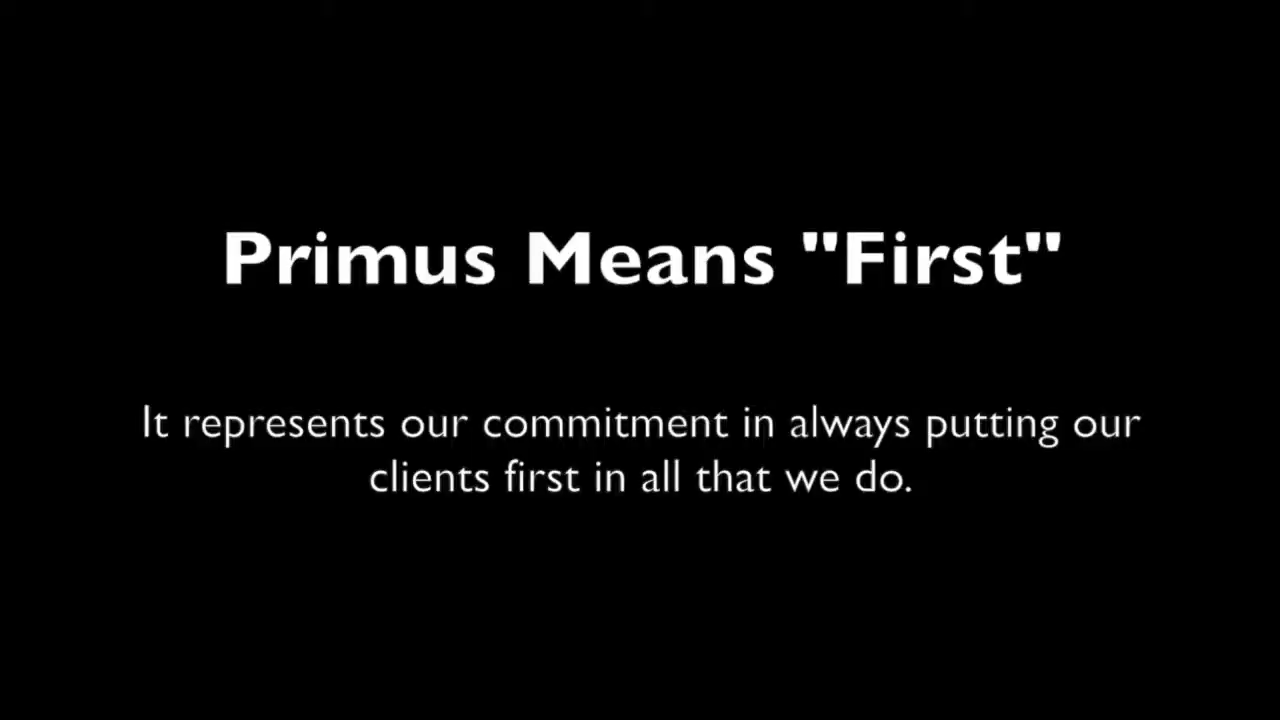 Primus Means "First"
It represents our commitment in always putting our
clients first in all that we do.